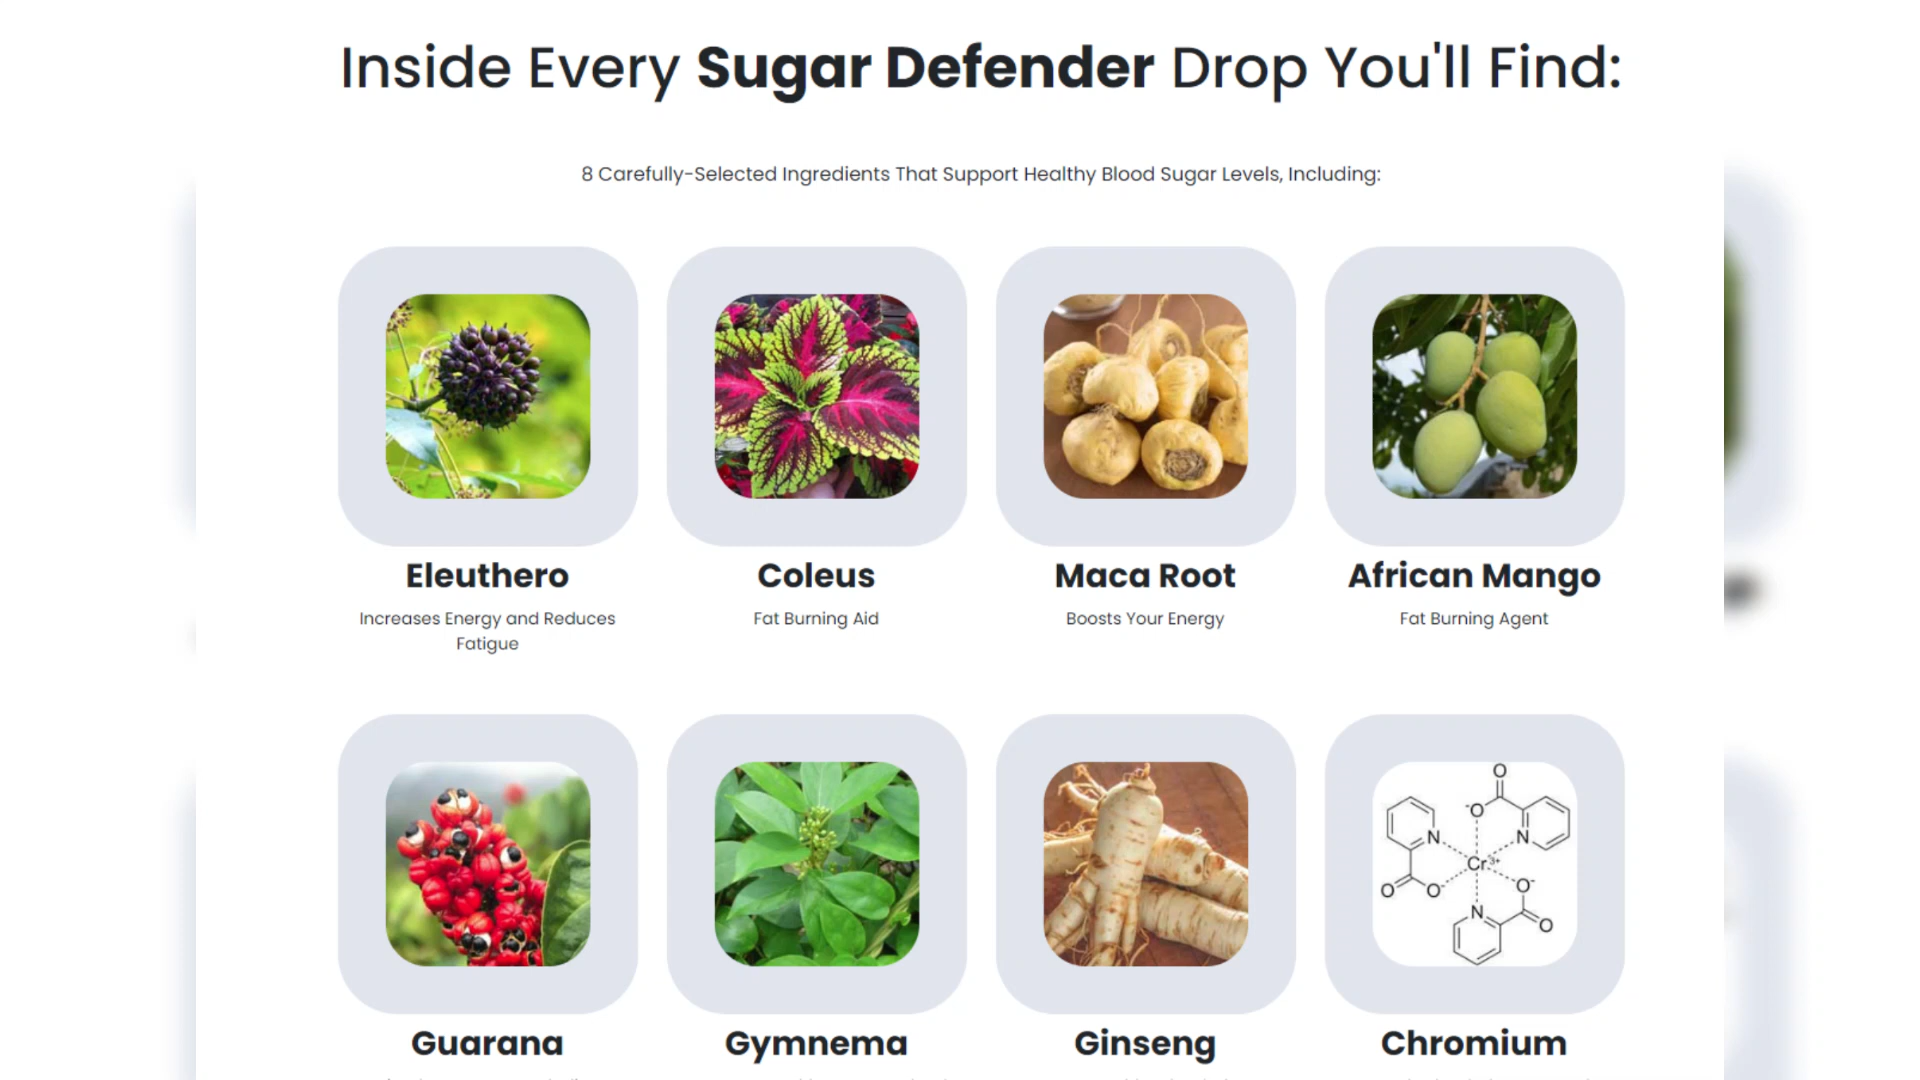 Inside Every Sugar Defender Drop You'll Find:
8 Carefully-Selected Ingredients That Support Healthy Blood Sugar Levels, Including:
Eleuthero
Increases Energy and Reduces
Fatigue
Coleus
Fat Burning Aid
Maca Root
Boosts Your Energy
African Mango
Fat Burning Agent
O
-O
N
N
Cr3+
O
O-
O-
N
O
Guarana
Gymnema
Ginseng
Chromium